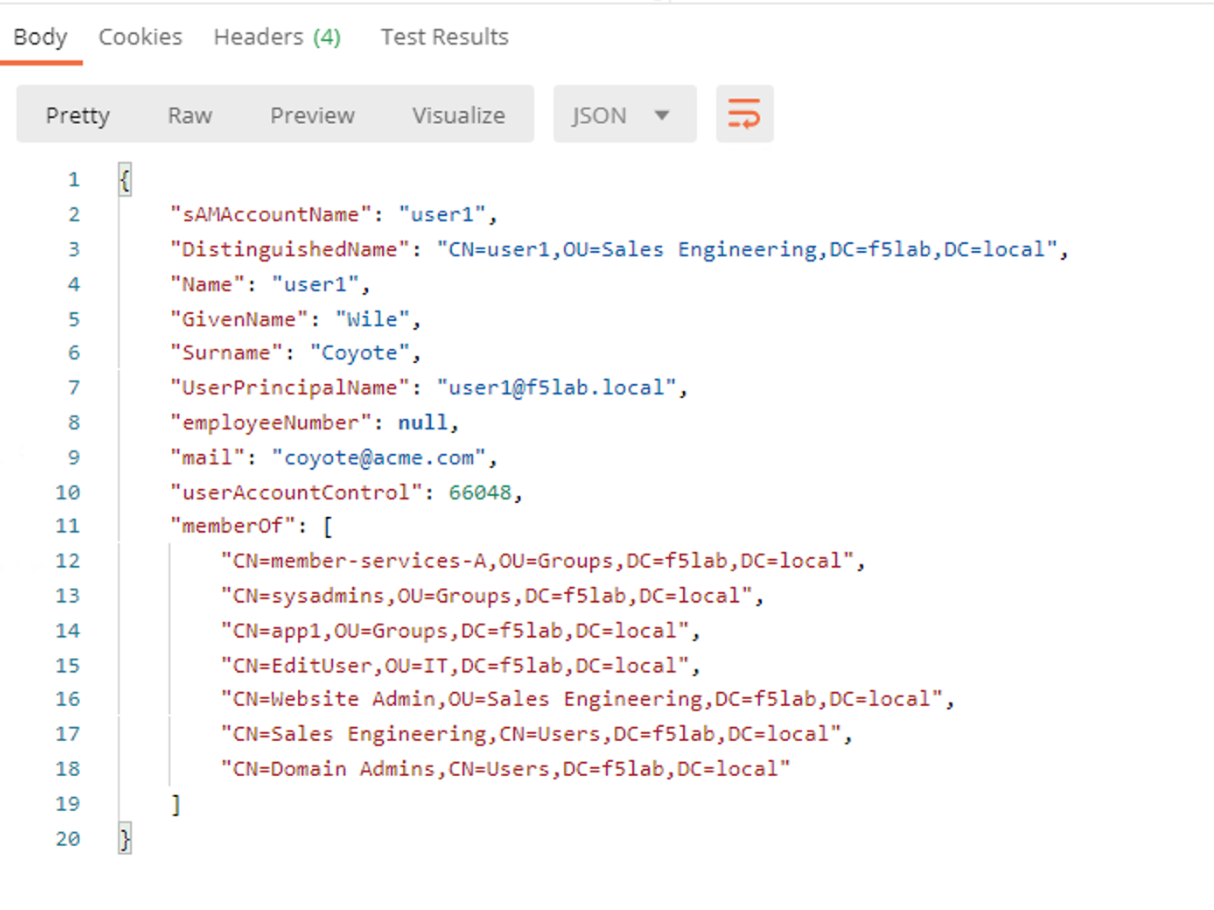 Body Cookies Headers (4) Test Results
Pretty Raw Preview Visualize JSON
1 {
2 "sAMAccountName": "user1",
3 "DistinguishedName": "CN=user1,OU=Sales Engineering,DC=f5lab,DC=local",
4 "Name": "user1",
5 "GivenName": "Wile",
6 "Surname": "Coyote",
7 "UserPrincipalName": "user1@f5lab.local",
8 "employeeNumber": null,
9 "mail": "coyote@acme.com",
10 "userAccountControl": 66048,
11 "memberOf": [
12 "CN=member-services-A,OU=Groups,DC=f5lab,DC=local",
13 "CN=sysadmins,OU=Groups,DC=f5lab,DC=local",
14 "CN=app1,OU=Groups,DC=f5lab,DC=local",
15 "CN=EditUser,OU=IT,DC=f5lab,DC=local",
16 "CN=Website Admin,OU=Sales Engineering,DC=f5lab,DC=local",
17 "CN=Sales Engineering,CN=Users,DC=f5lab,DC=local",
18 "CN=Domain Admins,CN=Users,DC=f5lab,DC=local"
19 ]
20 }